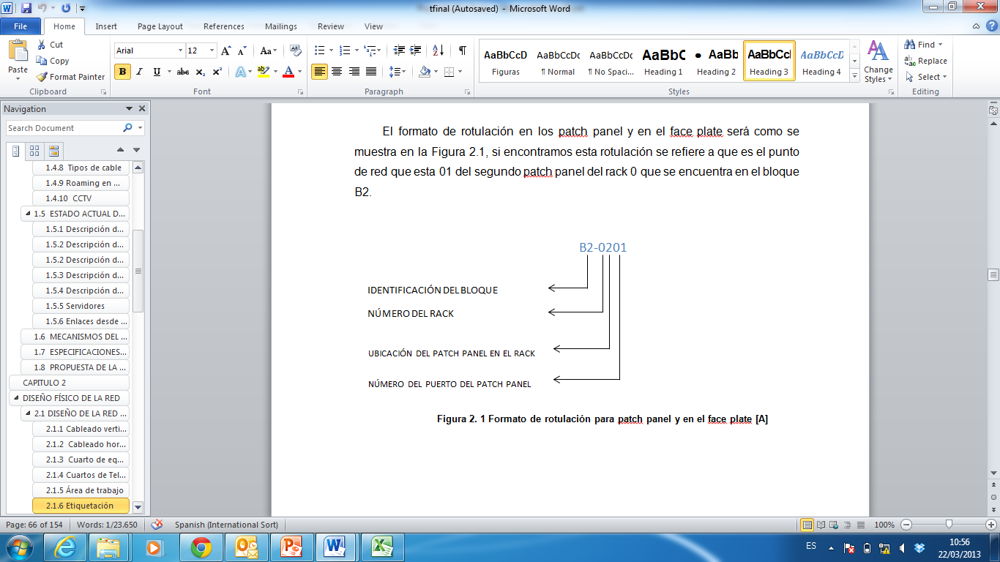 tfinal (Autosaved) - Microsoft Word
File Home Insert Page Layout References Mailings Review View
Paste
Cut
Copy
Format Painter
Clipboard
Arial 12
Font
Paragraph
AaBbCcD AaBbCcDc AaBbCcDc AaBbC • AaBb AaBbCcI AaBbCcD
Figuras ¶ Normal ¶ No Spaci... Heading 1 Heading 2 Heading 3 Heading 4
Change Styles
Styles
Find
Replace
Select
Editing
Navigation
Search Document
1.4.8 Tipos de cable
1.4.9 Roaming en ...
1.4.10 CCTV
1.5 ESTADO ACTUAL D...
1.5.1 Descripción d...
1.5.2 Descripción d...
1.5.2 Descripción d...
1.5.3 Descripción d...
1.5.4 Descripción d...
1.5.5 Servidores
1.5.6 Enlaces desde ...
1.6 MECANISMOS DEL ...
1.7 ESPECIFICACIONES...
1.8 PROPUESTA DE LA ...
CAPITULO 2
DISEÑO FÍSICO DE LA RED
2.1 DISEÑO DE LA RED ...
2.1.1 Cableado verti...
2.1.2 Cableado hor...
2.1.3 Cuarto de eq...
2.1.4 Cuartos de Tel...
2.1.5 Área de trabajo
2.1.6 Etiquetación
El formato de rotulación en los patch panel y en el face plate será como se
muestra en la Figura 2.1, si encontramos esta rotulación se refiere a que es el punto
de red que esta 01 del segundo patch panel del rack 0 que se encuentra en el bloque
B2.
B2-0201
IDENTIFICACIÓN DEL BLOQUE
NÚMERO DEL RACK
UBICACIÓN DEL PATCH PANEL EN EL RACK
NÚMERO DEL PUERTO DEL PATCH PANEL
Figura 2. 1 Formato de rotulación para patch panel y en el face plate [A]
Page: 66 of 154 Words: 1/23.650 Spanish (International Sort) 100%
ES 10:56
22/03/2013